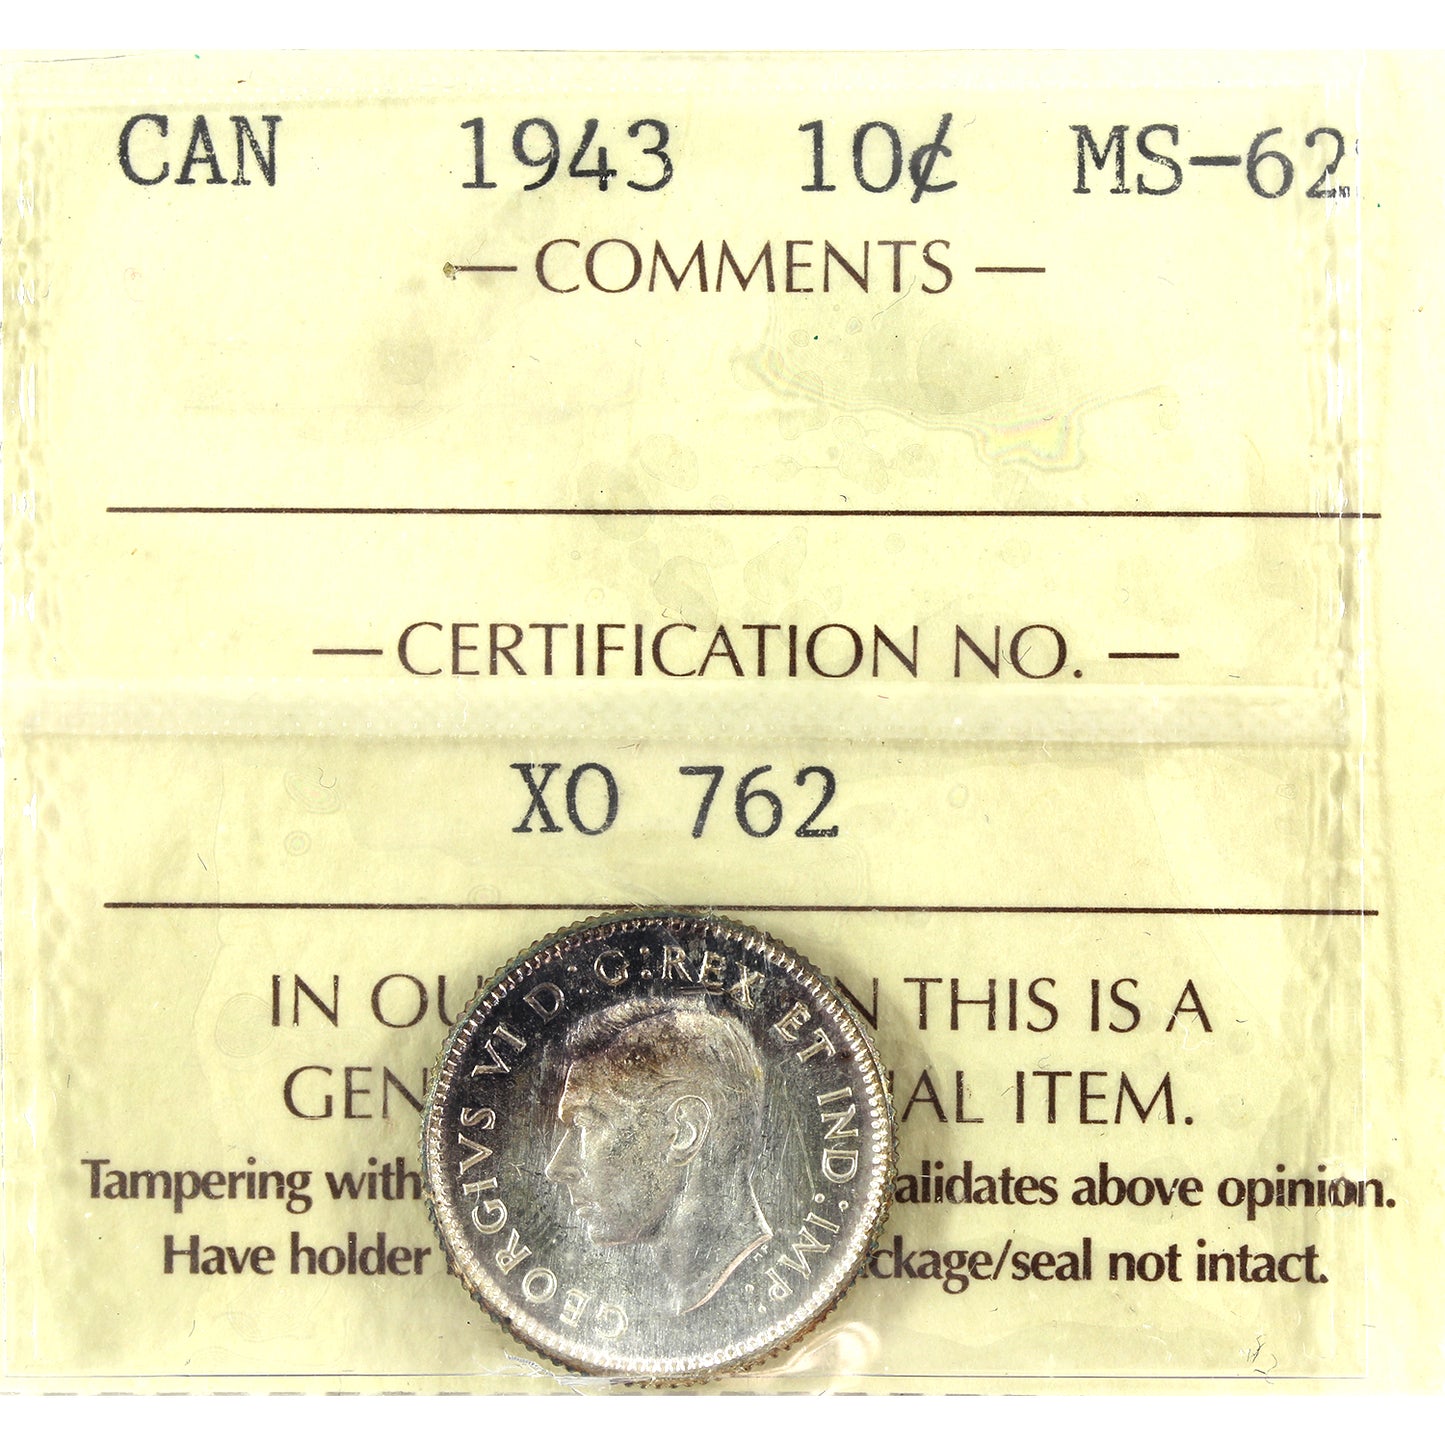 CAN 1943 10¢ MS-62
— COMMENTS —
— CERTIFICATION NO. —
XO 762
IN OU N THIS IS A
GEN AL ITEM.
Tampering with alidates above opinion.
Have holder ckage/seal not intact.
GEORGIVS VI D:G:REX ET IND:IMP:
HP